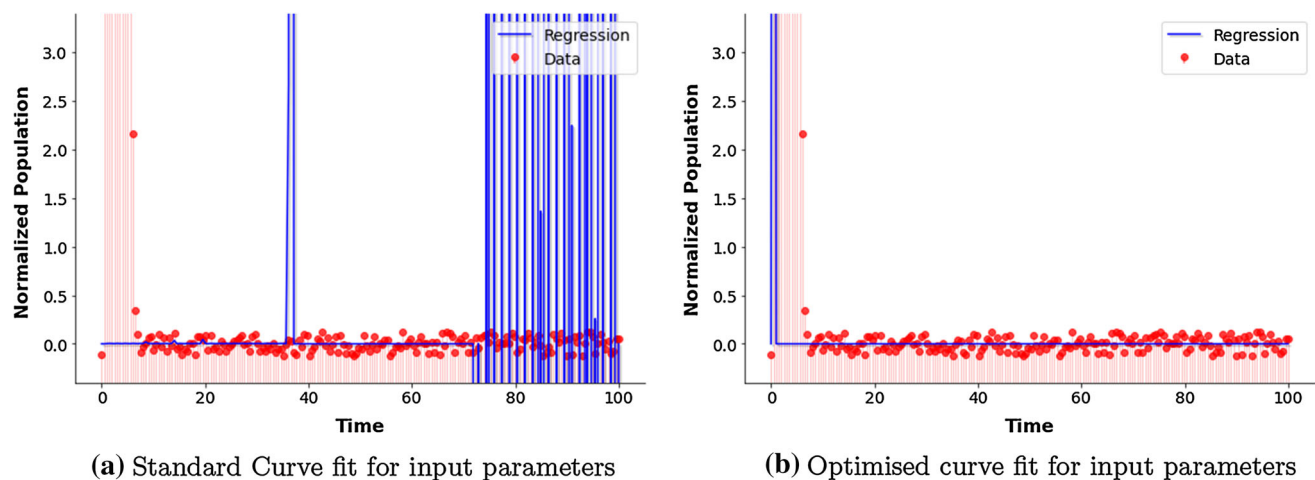 3.0
2.5
2.0
1.5
1.0
0.5
0.0
Normalized Population
0 20 40 60 80 100
Time
Regression
Data
(a) Standard Curve fit for input parameters
3.0
2.5
2.0
1.5
1.0
0.5
0.0
Normalized Population
0 20 40 60 80 100
Time
Regression
Data
(b) Optimised curve fit for input parameters